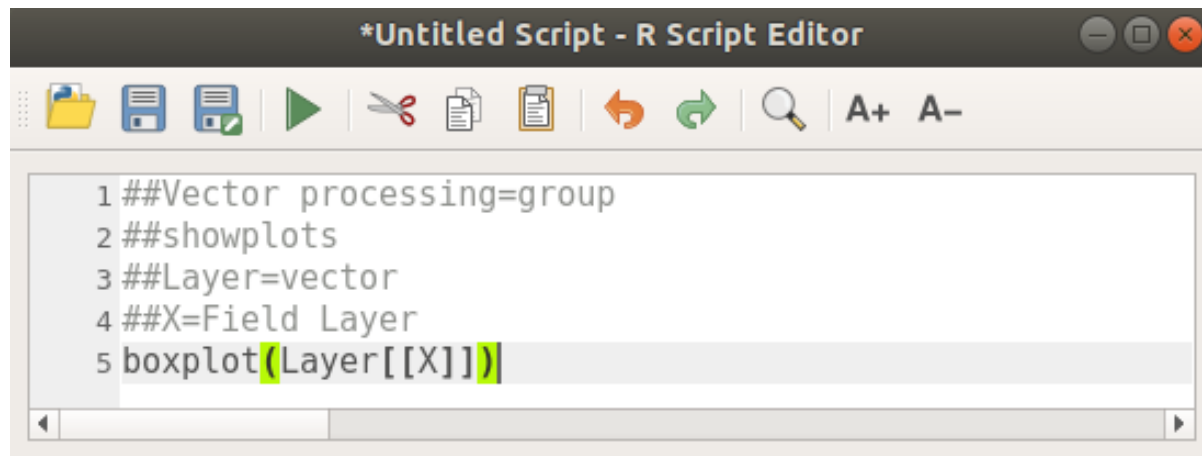 *Untitled Script - R Script Editor
A+ A-
1 ##Vector processing=group
2 ##showplots
3 ##Layer=vector
4 ##X=Field Layer
5 boxplot(Layer[[X]])